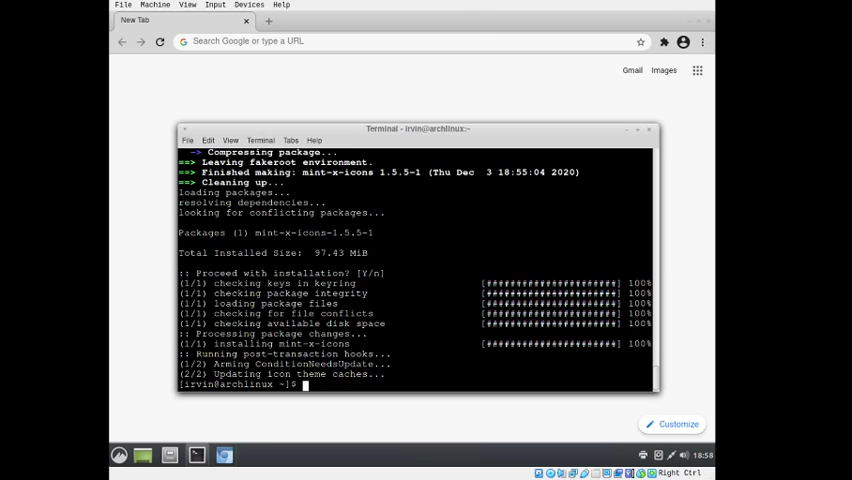 File Machine View Input Devices Help
New Tab
Search Google or type a URL
Gmail Images
Terminal - irvin@archlinux:~
File Edit View Terminal Tabs Help
-> Compressing package...
==> Leaving fakeroot environment.
==> Finished making: mint-x-icons 1.5.5-1 (Thu Dec  3 18:55:04 2020)
==> Cleaning up...
loading packages...
resolving dependencies...
looking for conflicting packages...
Packages (1) mint-x-icons-1.5.5-1
Total Installed Size:  97.43 MiB
:: Proceed with installation? [Y/n]
(1/1) checking keys in keyring [######################] 100%
(1/1) checking package integrity [######################] 100%
(1/1) loading package files [######################] 100%
(1/1) checking for file conflicts [######################] 100%
(1/1) checking available disk space [######################] 100%
:: Processing package changes...
(1/1) installing mint-x-icons [######################] 100%
:: Running post-transaction hooks...
(1/2) Arming ConditionNeedsUpdate...
(2/2) Updating icon theme caches...
[irvin@archlinux ~]$
Customize
18:58
Right Ctrl